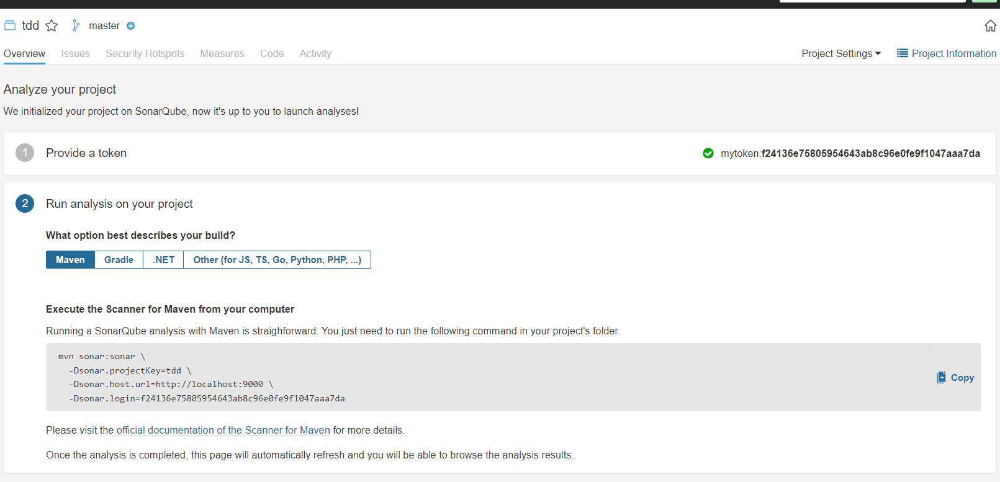 tdd master
Overview Issues Security Hotspots Measures Code Activity Project Settings Project Information
Analyze your project
We initialized your project on SonarQube, now it's up to you to launch analyses!
1 Provide a token mytoken:f24136e75805954643ab8c96e0fe9f1047aaa7da
2 Run analysis on your project
What option best describes your build?
Maven Gradle .NET Other (for JS, TS, Go, Python, PHP, ...)
Execute the Scanner for Maven from your computer
Running a SonarQube analysis with Maven is straighforward. You just need to run the following command in your project's folder.
mvn sonar:sonar \
-Dsonar.projectKey=tdd \
-Dsonar.host.url=http://localhost:9000 \
-Dsonar.login=f24136e75805954643ab8c96e0fe9f1047aaa7da
Copy
Please visit the official documentation of the Scanner for Maven for more details.
Once the analysis is completed, this page will automatically refresh and you will be able to browse the analysis results.